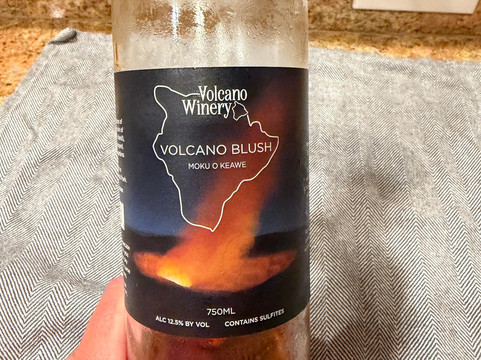 Volcano
Winery
VOLCANO BLUSH
MOKU O KEAWE
750ML
ALC 12.5% BY VOL CONTAINS SULFITES